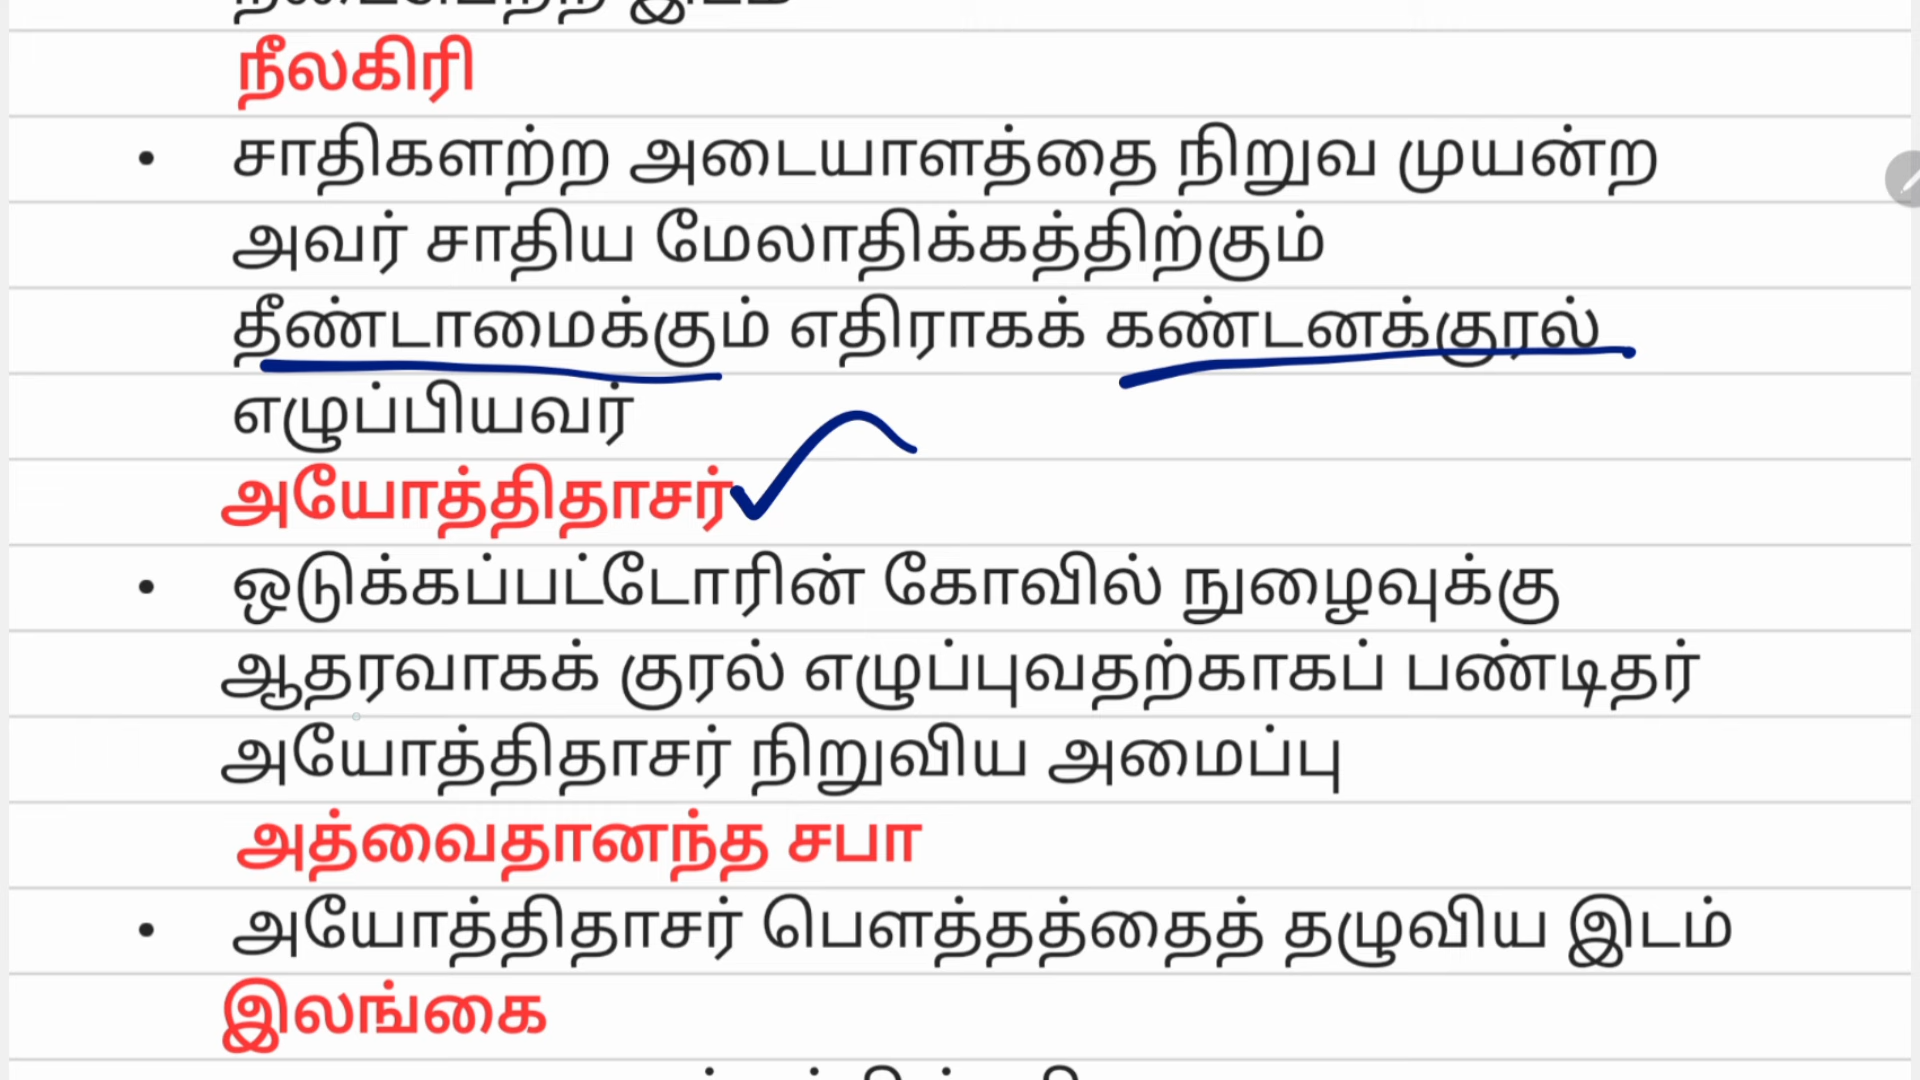 நீலகிரி
• சாதிகளற்ற அடையாளத்தை நிறுவ முயன்ற
அவர் சாதிய மேலாதிக்கத்திற்கும்
தீண்டாமைக்கும் எதிராகக் கண்டனக்குரல்
எழுப்பியவர்
அயோத்திதாசர்
• ஒடுக்கப்பட்டோரின் கோவில் நுழைவுக்கு
ஆதரவாகக் குரல் எழுப்புவதற்காகப் பண்டிதர்
அயோத்திதாசர் நிறுவிய அமைப்பு
அத்வைதானந்த சபா
• அயோத்திதாசர் பௌத்தத்தைத் தழுவிய இடம்
இலங்கை